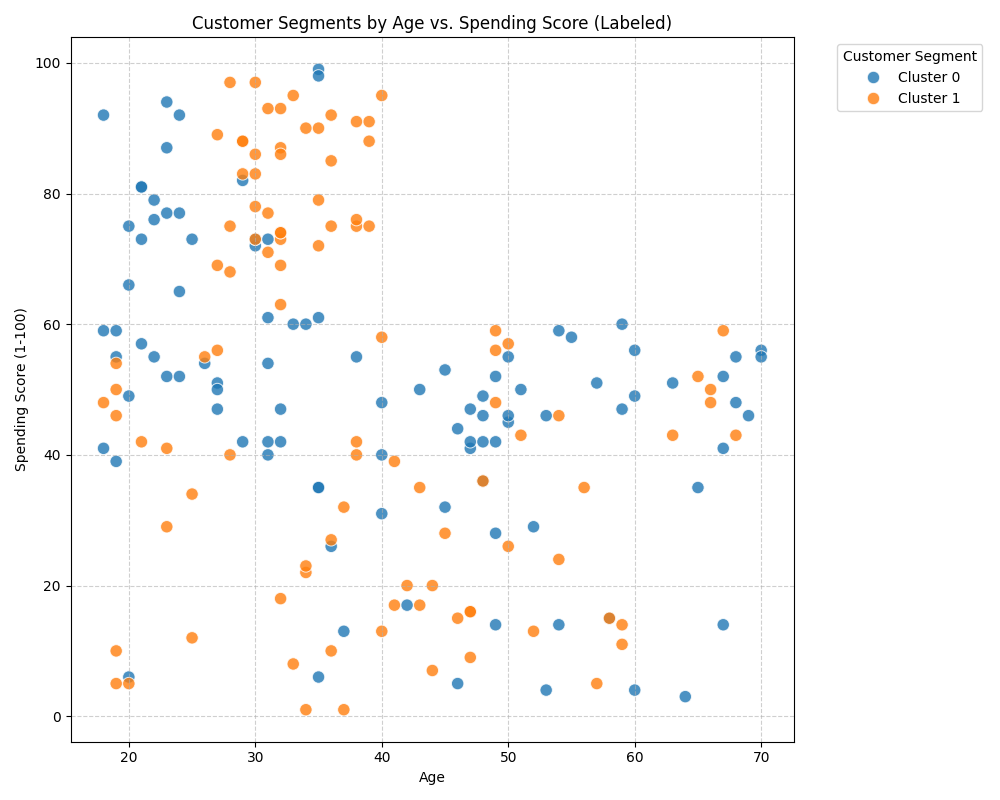 Customer Segments by Age vs. Spending Score (Labeled)
Customer Segment
Cluster 0
Cluster 1
Spending Score (1-100)
100
80
60
40
20
0
20 30 40 50 60 70
Age